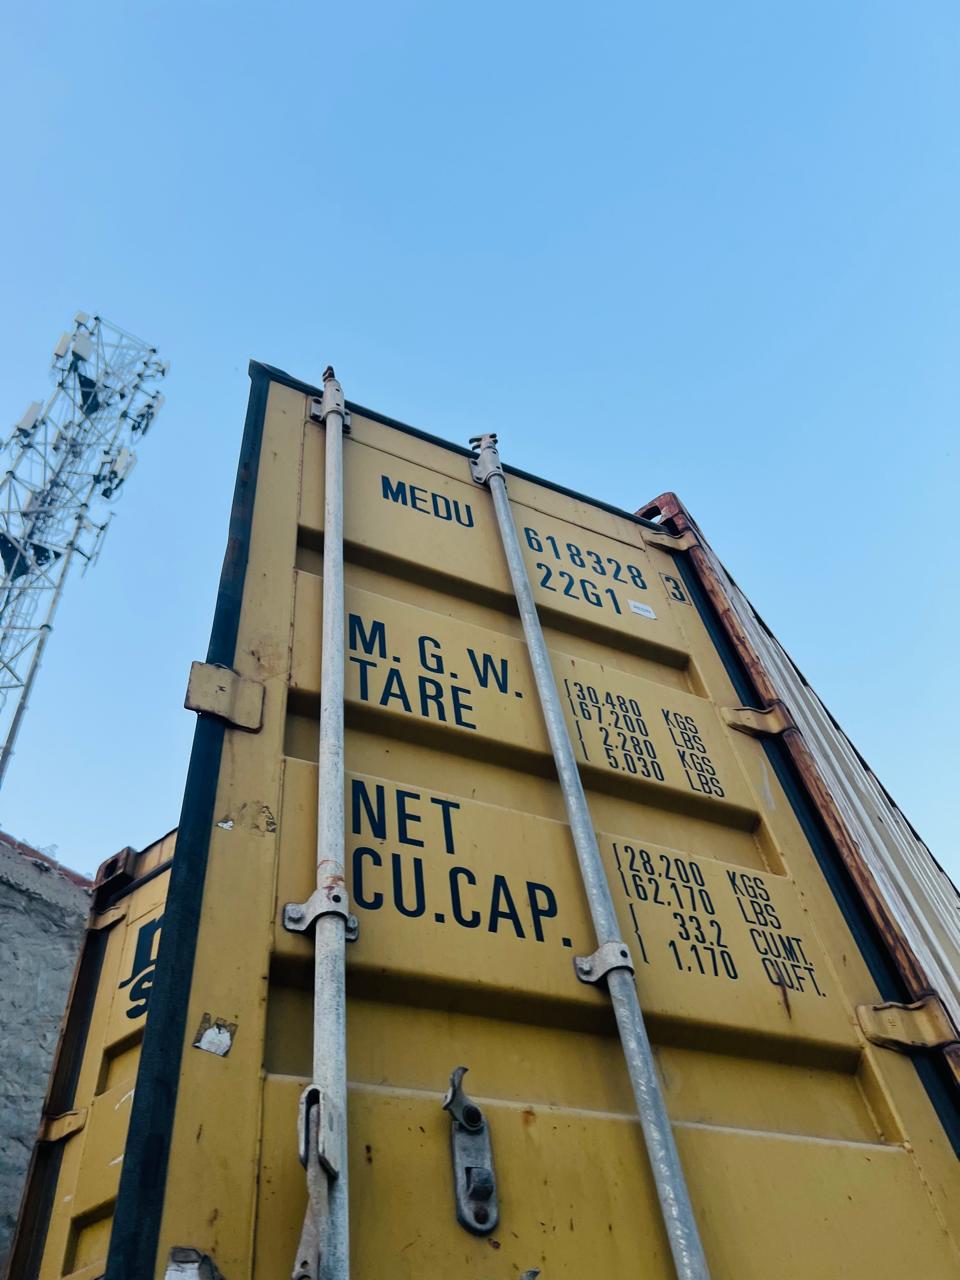 MEDU 618328 3
22G1
M. G. W. 30,480 KGS
67,200 LBS
TARE 2,280 KGS
5,030 LBS
NET 28,200 KGS
62,170 LBS
CU.CAP. 33.2 CU.MT.
1,170 CU.FT.